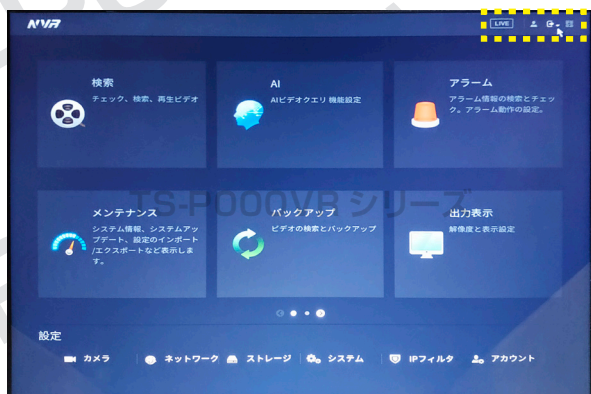 NVR
LIVE
検索
チェック、検索、再生ビデオ
AI
AIビデオクエリ 機能設定
アラーム
アラーム情報の検索とチェッ
ク。アラーム動作の設定。
TS-P000VR シリーズ
メンテナンス
システム情報、システムアッ
プデート、設定のインポート
/エクスポートなど表示しま
す。
バックアップ
ビデオの検索とバックアップ
出力表示
解像度と表示設定
設定
カメラ
ネットワーク
ストレージ
システム
IPフィルタ
アカウント